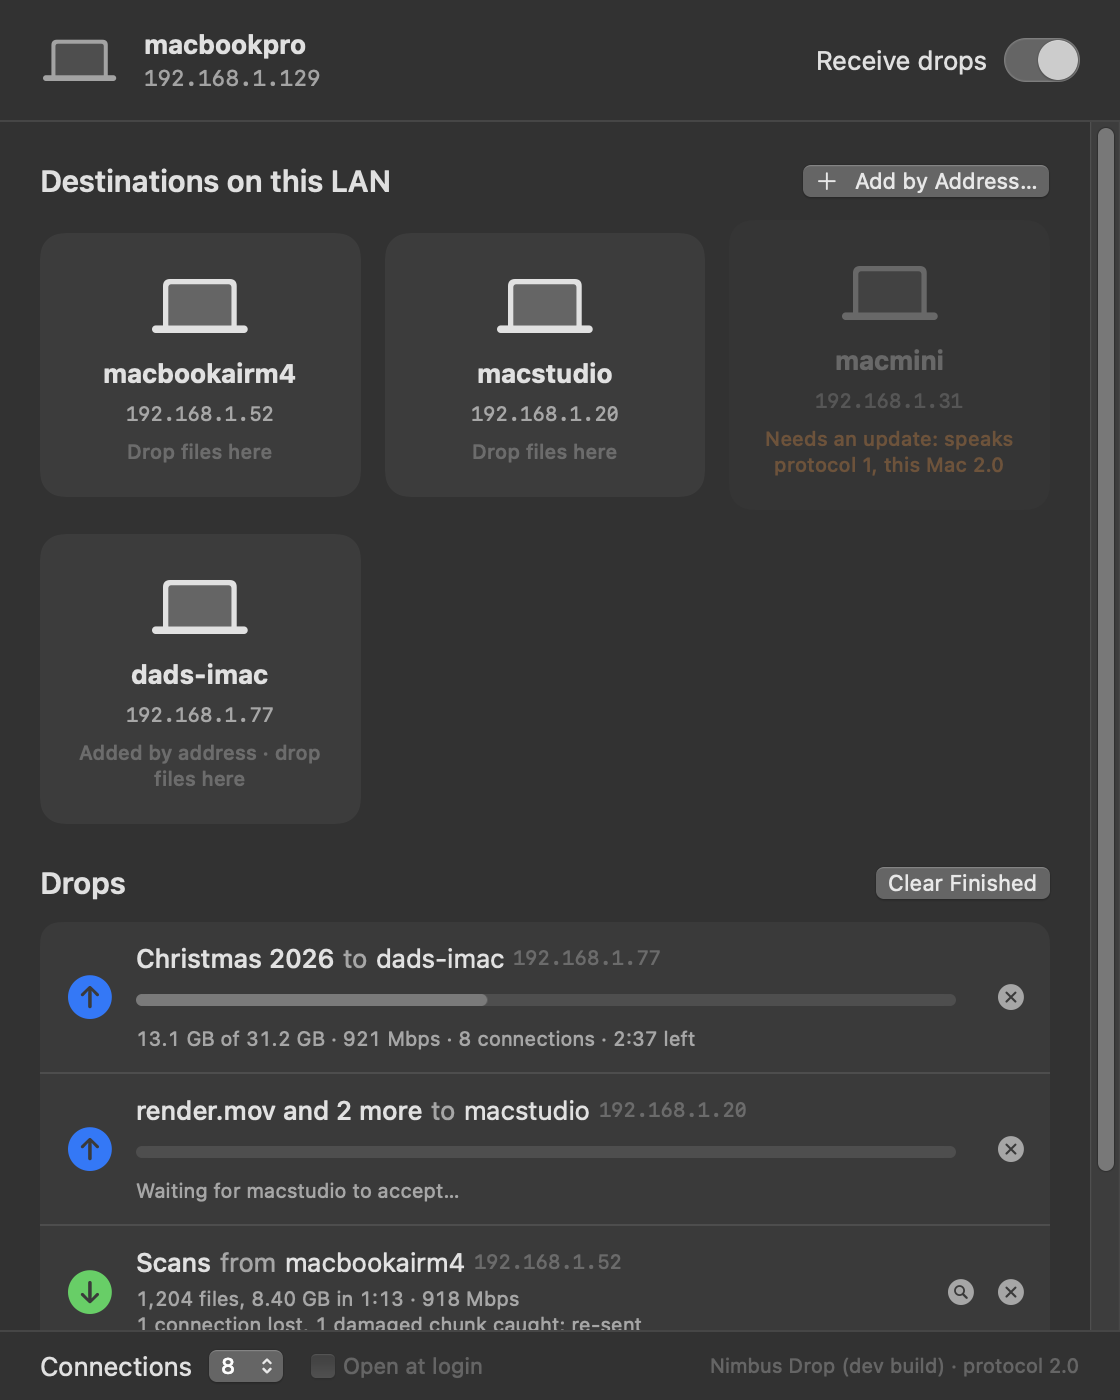 macbookpro
192.168.1.129
Receive drops
Destinations on this LAN
+ Add by Address...
macbookairm4
192.168.1.52
Drop files here
macstudio
192.168.1.20
Drop files here
macmini
192.168.1.31
Needs an update: speaks
protocol 1, this Mac 2.0
dads-imac
192.168.1.77
Added by address · drop
files here
Drops
Clear Finished
Christmas 2026 to dads-imac 192.168.1.77
13.1 GB of 31.2 GB · 921 Mbps · 8 connections · 2:37 left
render.mov and 2 more to macstudio 192.168.1.20
Waiting for macstudio to accept...
Scans from macbookairm4 192.168.1.52
1,204 files, 8.40 GB in 1:13 · 918 Mbps
1 connection lost, 1 damaged chunk caught; re-sent
Connections 8
Open at login
Nimbus Drop (dev build) · protocol 2.0